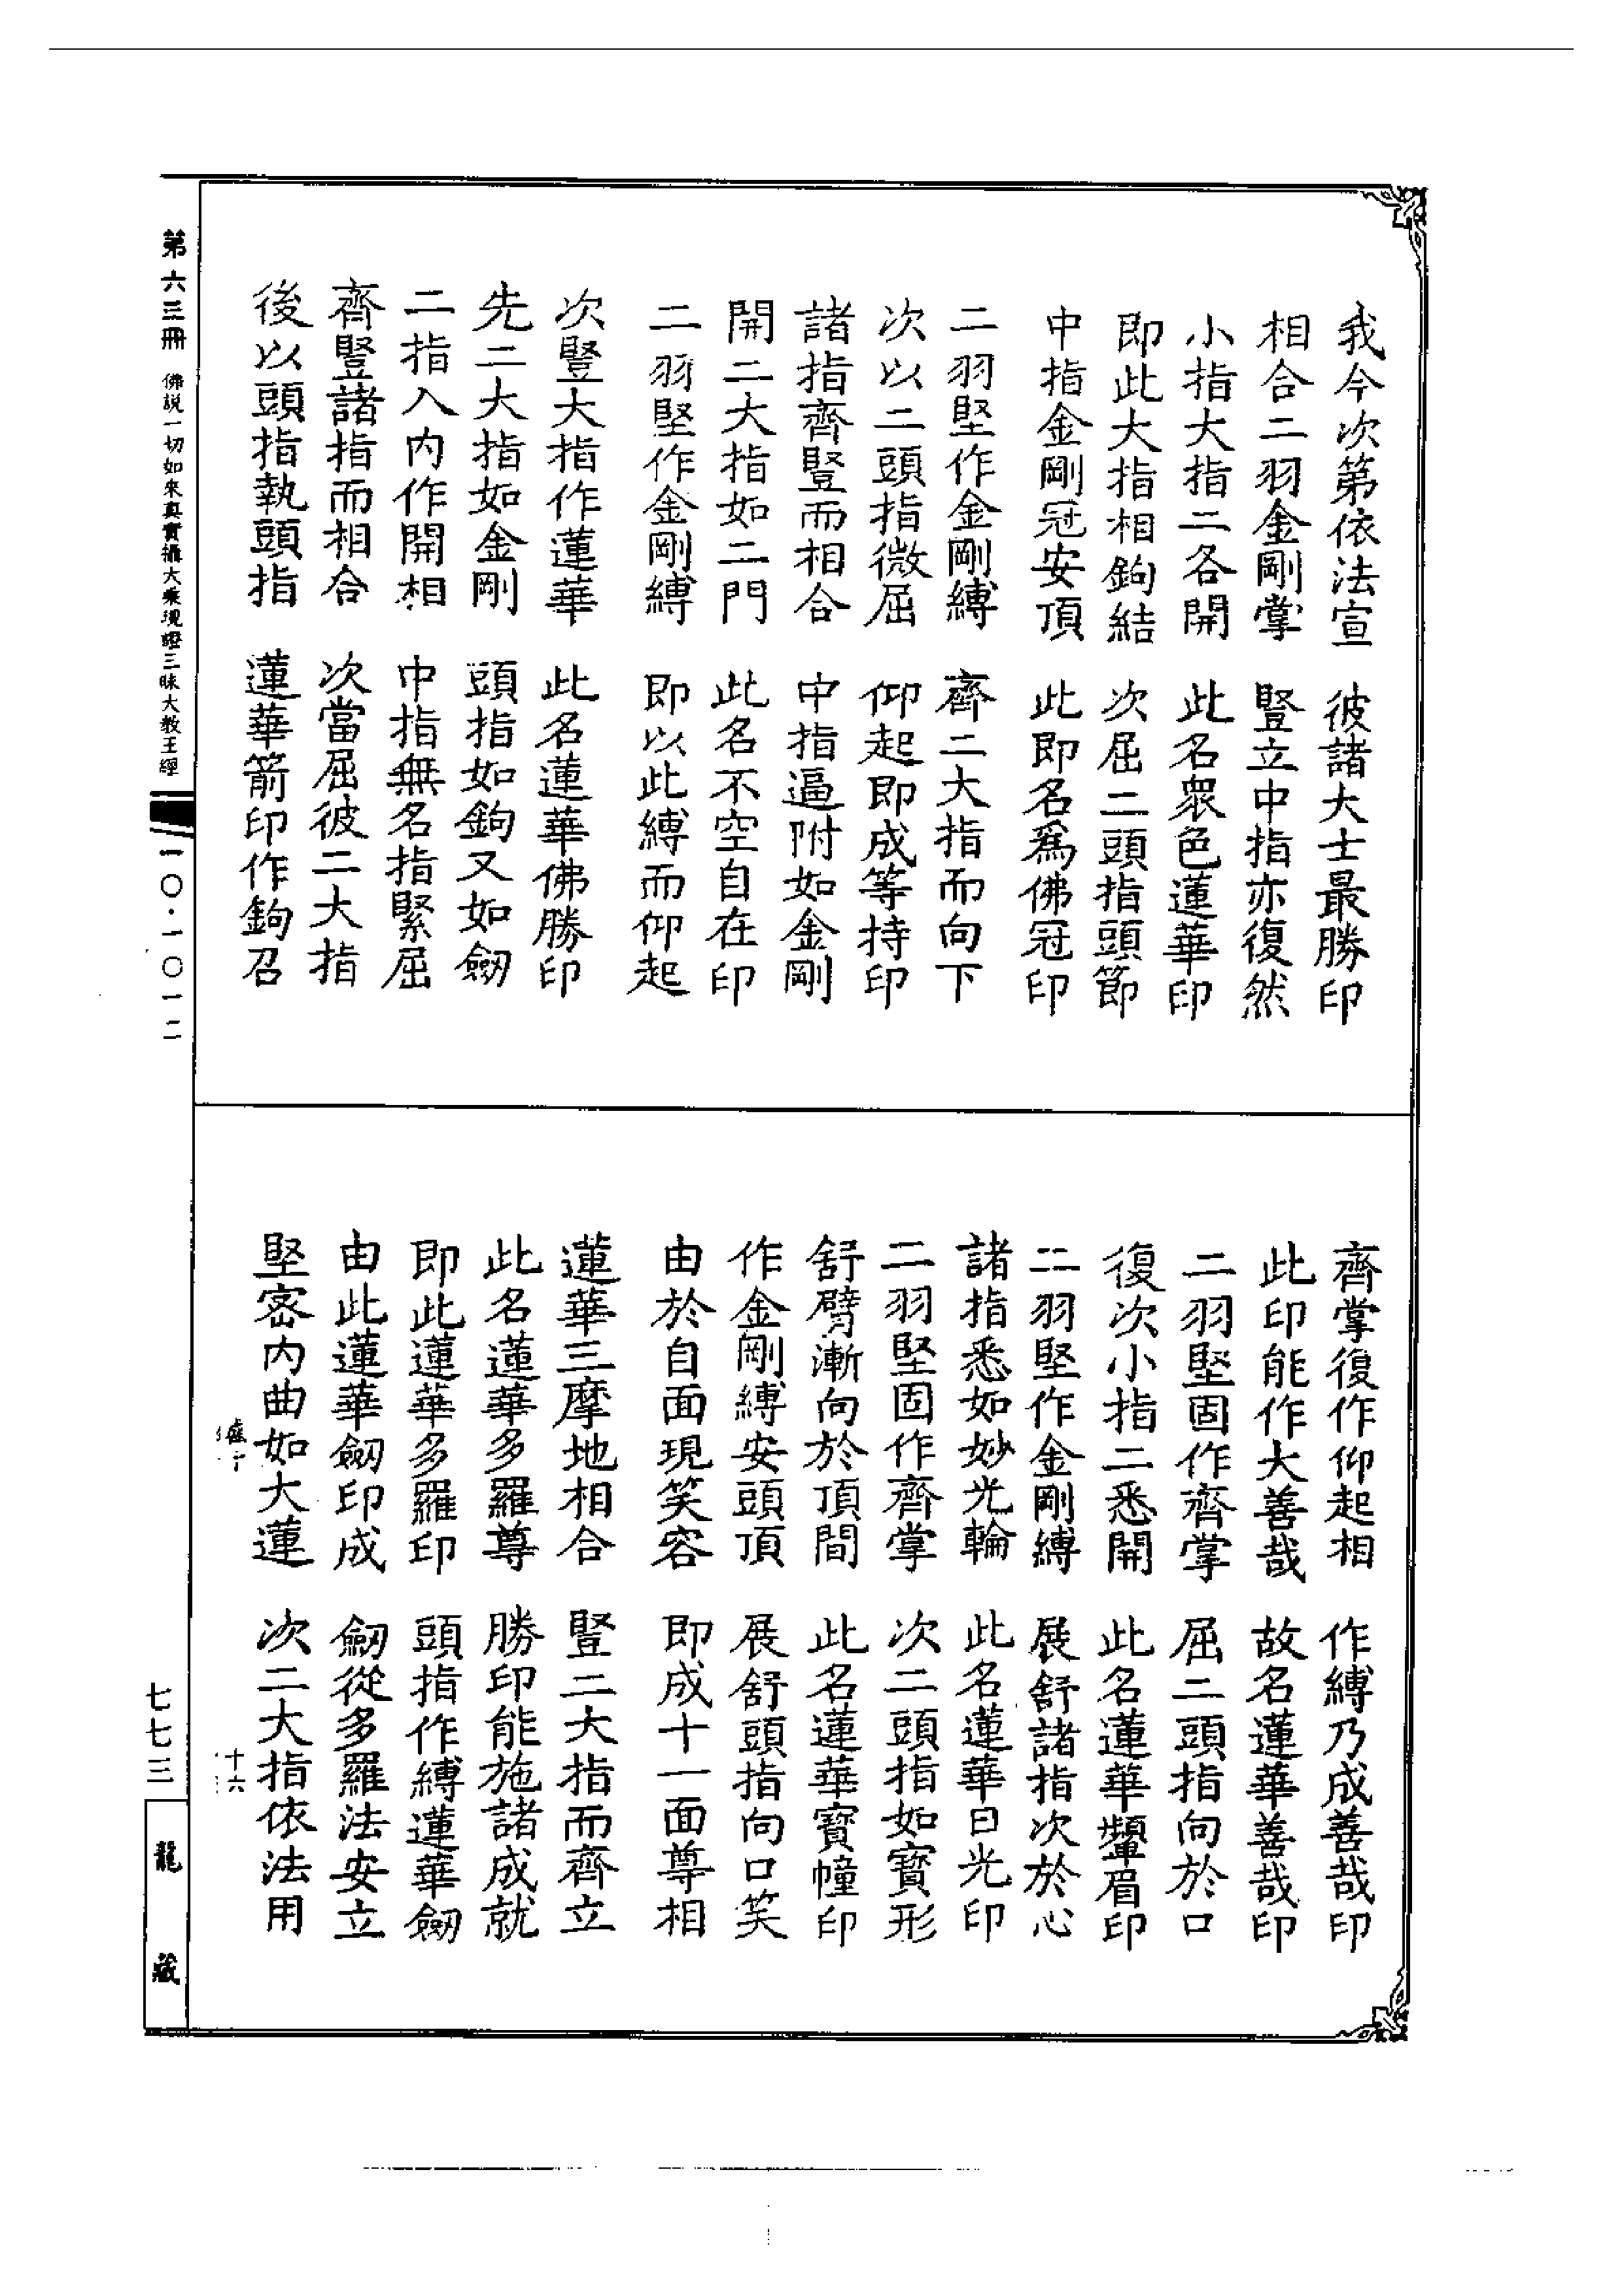 我今次第依法宣　彼諸大士最勝印
相合二羽金剛掌　豎立中指亦復然
小指大指二各開　此名眾色蓮華印
即此大指相鉤結　次屈二頭指頭節
中指金剛冠安頂　此即名為佛冠印
二羽堅作金剛縛　齊二大指而向下
次以二頭指微屈　仰起即成等持印
諸指齊豎而相合　中指逼附如金剛
開二大指如二門　此名不空自在印
二羽堅作金剛縛　即以此縛而仰起
次豎大指作蓮華　此名蓮華佛勝印
先二大指如金剛　頭指如鉤又如劒
二指入內作開相　中指無名指緊屈
齊豎諸指而相合　次當屈彼二大指
後以頭指執頭指　蓮華箭印作鉤召
齊掌復作仰起相　作縛乃成善哉印
此印能作大善哉　故名蓮華善哉印
二羽堅固作齊掌　屈二頭指向於口
復次小指二悉開　此名蓮華顰眉印
二羽堅作金剛縛　展舒諸指次於心
諸指悉如妙光輪　此名蓮華日光印
二羽堅固作齊掌　次二頭指如寶形
舒臂漸向於頂間　此名蓮華寶幢印
作金剛縛安頭頂　展舒頭指向口笑
由於自面現笑容　即成十一面尊相
蓮華三摩地相合　豎二大指而齊立
此名蓮華多羅尊　勝印能施諸成就
即此蓮華多羅印　頭指作縛蓮華劒
由此蓮華劒印成　劒從多羅法安立
堅密內曲如大蓮　次二大指依法用
十六
第六三冊　佛說一切如來真實攝大乘現證三昧大教王經
一〇·一〇一二
七七三
龍藏